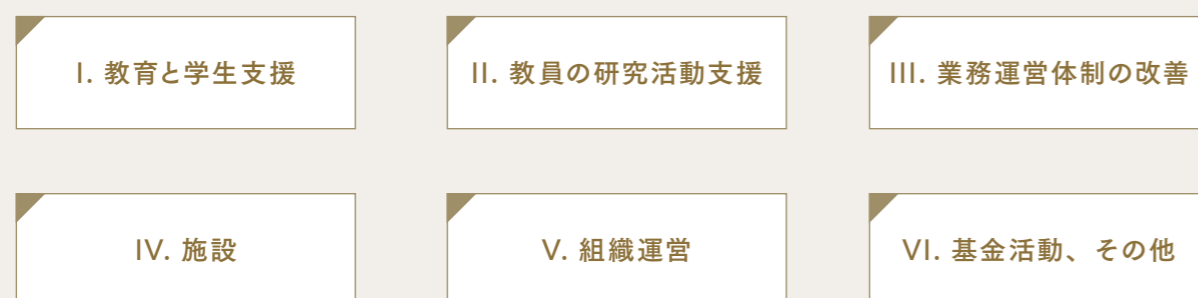 I. 教育と学生支援
II. 教員の研究活動支援
III. 業務運営体制の改善
IV. 施設
V. 組織運営
VI. 基金活動、その他